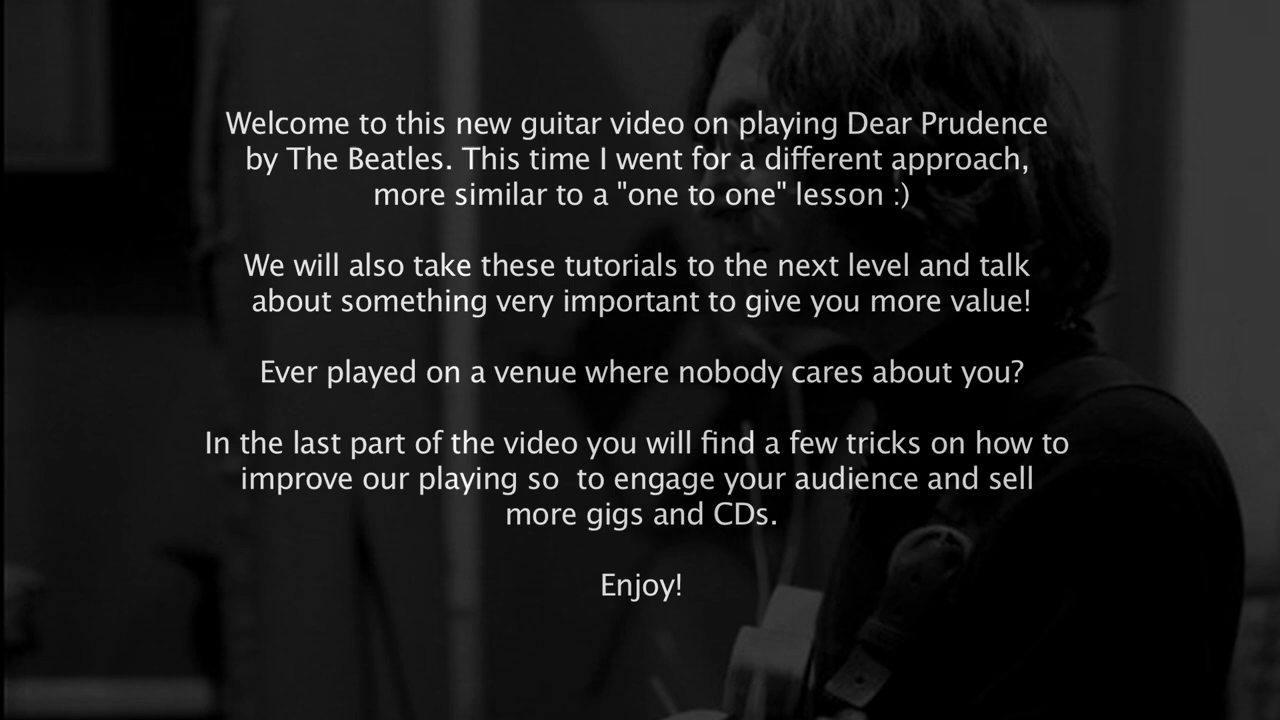 Welcome to this new guitar video on playing Dear Prudence
by The Beatles. This time I went for a different approach,
more similar to a "one to one" lesson :)
We will also take these tutorials to the next level and talk
about something very important to give you more value!
Ever played on a venue where nobody cares about you?
In the last part of the video you will find a few tricks on how to
improve our playing so  to engage your audience and sell
more gigs and CDs.
Enjoy!